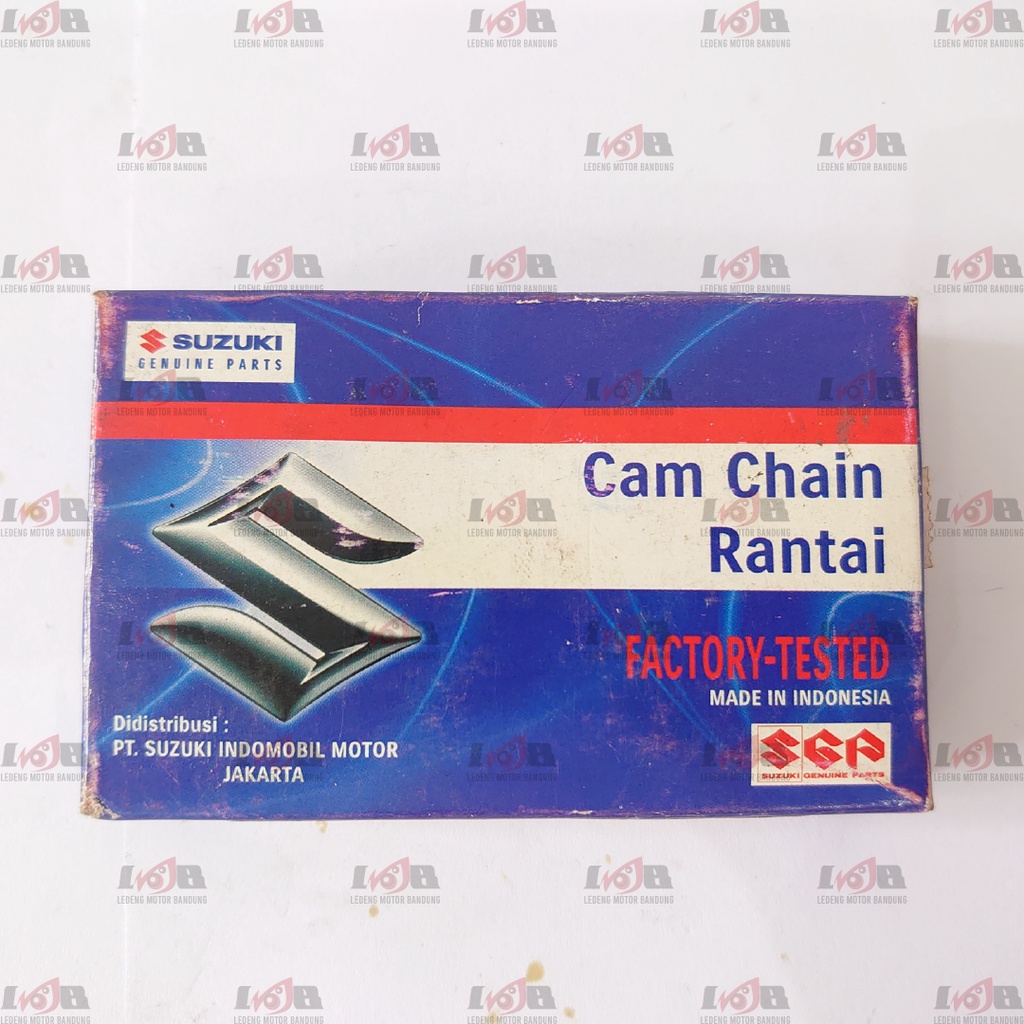 SUZUKI
GENUINE PARTS
Cam Chain
Rantai
FACTORY-TESTED
MADE IN INDONESIA
Didistribusi :
PT. SUZUKI INDOMOBIL MOTOR
JAKARTA
SGP
SUZUKI GENUINE PARTS
LMB
LEDENG MOTOR BANDUNG